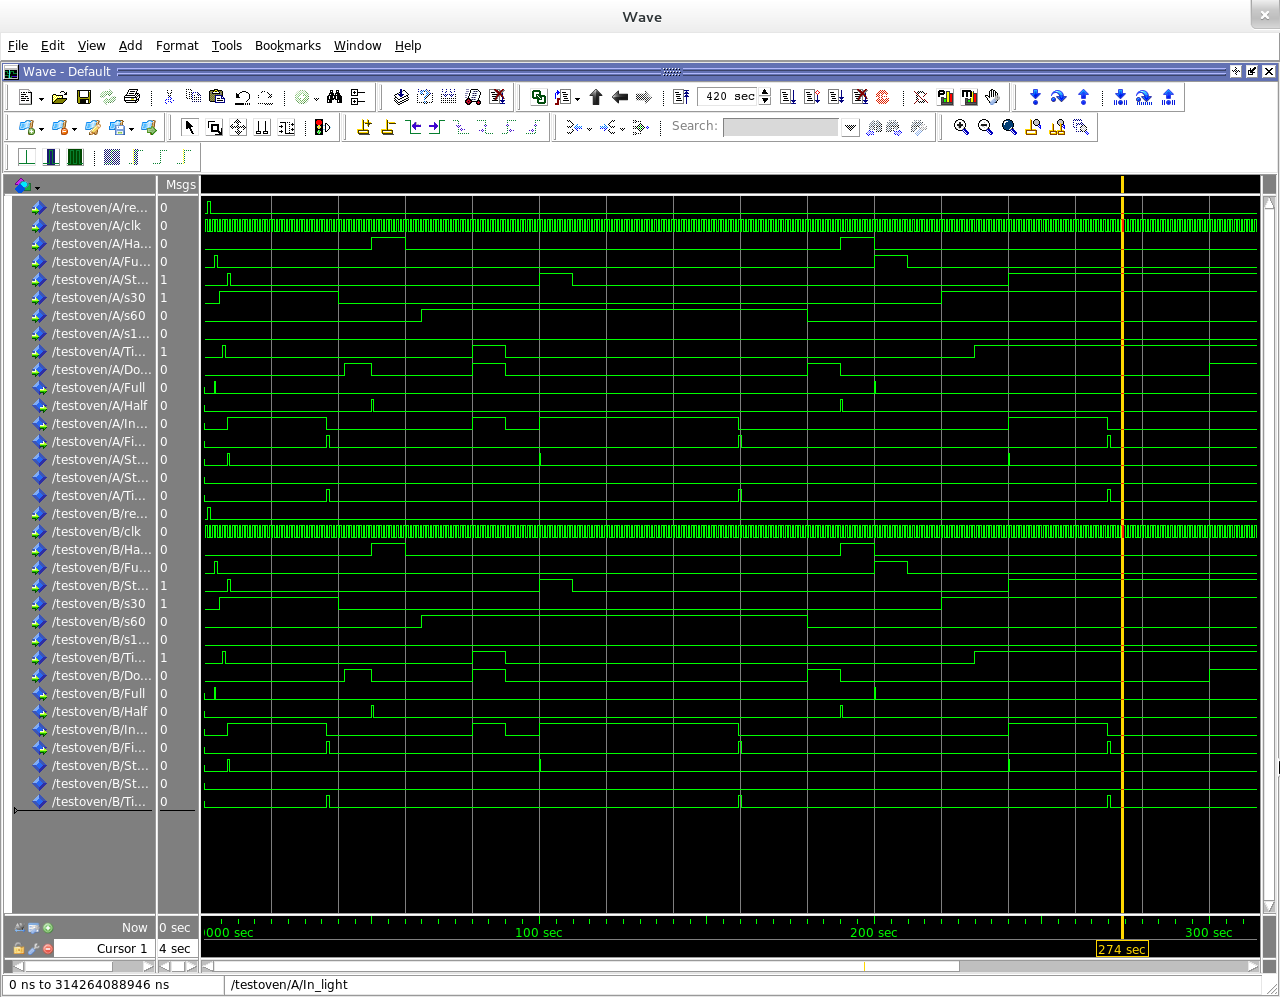 Wave
File Edit View Add Format Tools Bookmarks Window Help
Wave - Default
420 sec
Search:
Msgs
/testoven/A/re... 0
/testoven/A/clk 0
/testoven/A/Ha... 0
/testoven/A/Fu... 0
/testoven/A/St... 1
/testoven/A/s30 1
/testoven/A/s60 0
/testoven/A/s1... 0
/testoven/A/Ti... 1
/testoven/A/Do... 0
/testoven/A/Full 0
/testoven/A/Half 0
/testoven/A/In... 0
/testoven/A/Fi... 0
/testoven/A/St... 0
/testoven/A/St... 0
/testoven/A/Ti... 0
/testoven/B/re... 0
/testoven/B/clk 0
/testoven/B/Ha... 0
/testoven/B/Fu... 0
/testoven/B/St... 1
/testoven/B/s30 1
/testoven/B/s60 0
/testoven/B/s1... 0
/testoven/B/Ti... 1
/testoven/B/Do... 0
/testoven/B/Full 0
/testoven/B/Half 0
/testoven/B/In... 0
/testoven/B/Fi... 0
/testoven/B/St... 0
/testoven/B/St... 0
/testoven/B/Ti... 0
Now 0 sec 0000 sec 100 sec 200 sec 300 sec
Cursor 1 4 sec 274 sec
0 ns to 314264088946 ns /testoven/A/In_light